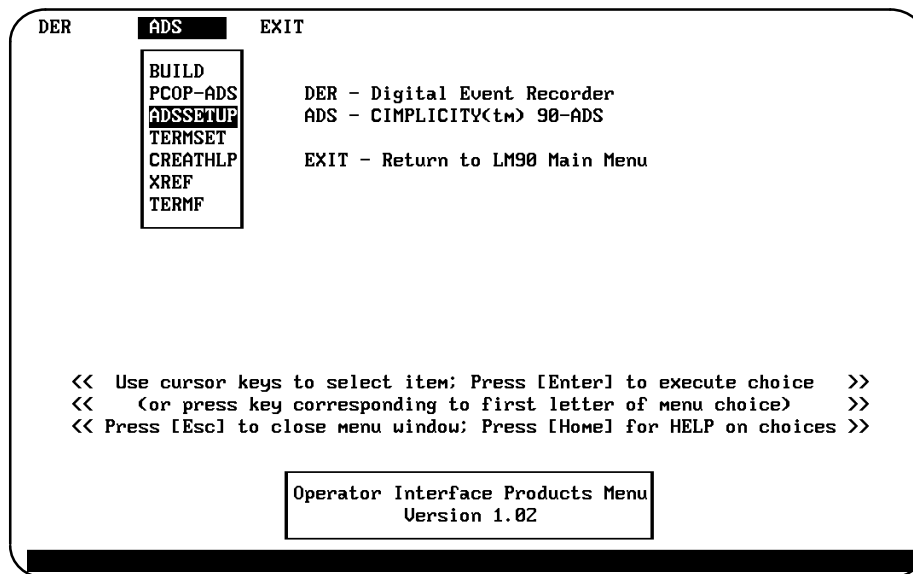 DER ADS EXIT
BUILD
PCOP-ADS DER - Digital Event Recorder
ADSSETUP ADS - CIMPLICITY(tm) 90-ADS
TERMSET
CREATHLP EXIT - Return to LM90 Main Menu
XREF
TERMF
<< Use cursor keys to select item; Press [Enter] to execute choice >>
<< (or press key corresponding to first letter of menu choice) >>
<< Press [Esc] to close menu window; Press [Home] for HELP on choices >>
Operator Interface Products Menu
Version 1.02